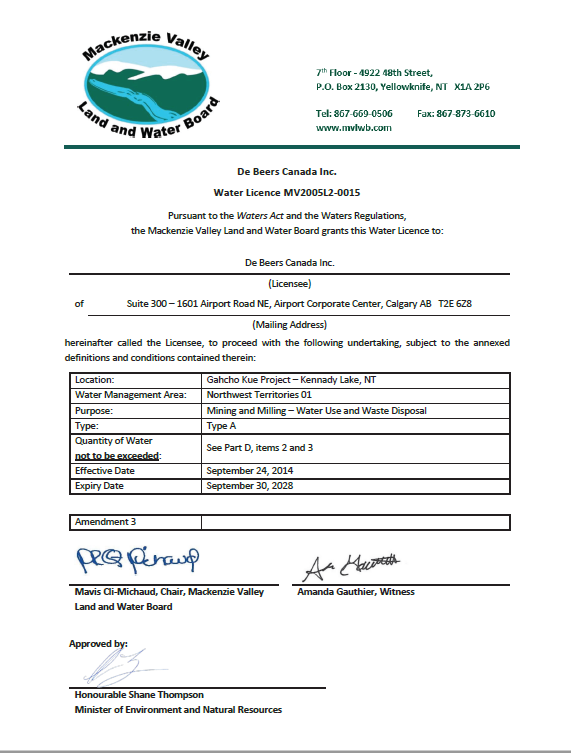 Mackenzie Valley
Land and Water Board
7th Floor - 4922 48th Street,
P.O. Box 2130, Yellowknife, NT X1A 2P6
Tel: 867-669-0506 Fax: 867-873-6610
www.mvlwb.com
De Beers Canada Inc.
Water Licence MV2005L2-0015
Pursuant to the Waters Act and the Waters Regulations,
the Mackenzie Valley Land and Water Board grants this Water Licence to:
De Beers Canada Inc.
(Licensee)
of Suite 300 – 1601 Airport Road NE, Airport Corporate Center, Calgary AB T2E 6Z8
(Mailing Address)
hereinafter called the Licensee, to proceed with the following undertaking, subject to the annexed
definitions and conditions contained therein:
Location: Gahcho Kue Project – Kennady Lake, NT
Water Management Area: Northwest Territories 01
Purpose: Mining and Milling – Water Use and Waste Disposal
Type: Type A
Quantity of Water
not to be exceeded: See Part D, items 2 and 3
Effective Date September 24, 2014
Expiry Date September 30, 2028
Amendment 3
Mavis Cli-Michaud, Chair, Mackenzie Valley
Land and Water Board
Amanda Gauthier, Witness
Approved by:
Honourable Shane Thompson
Minister of Environment and Natural Resources